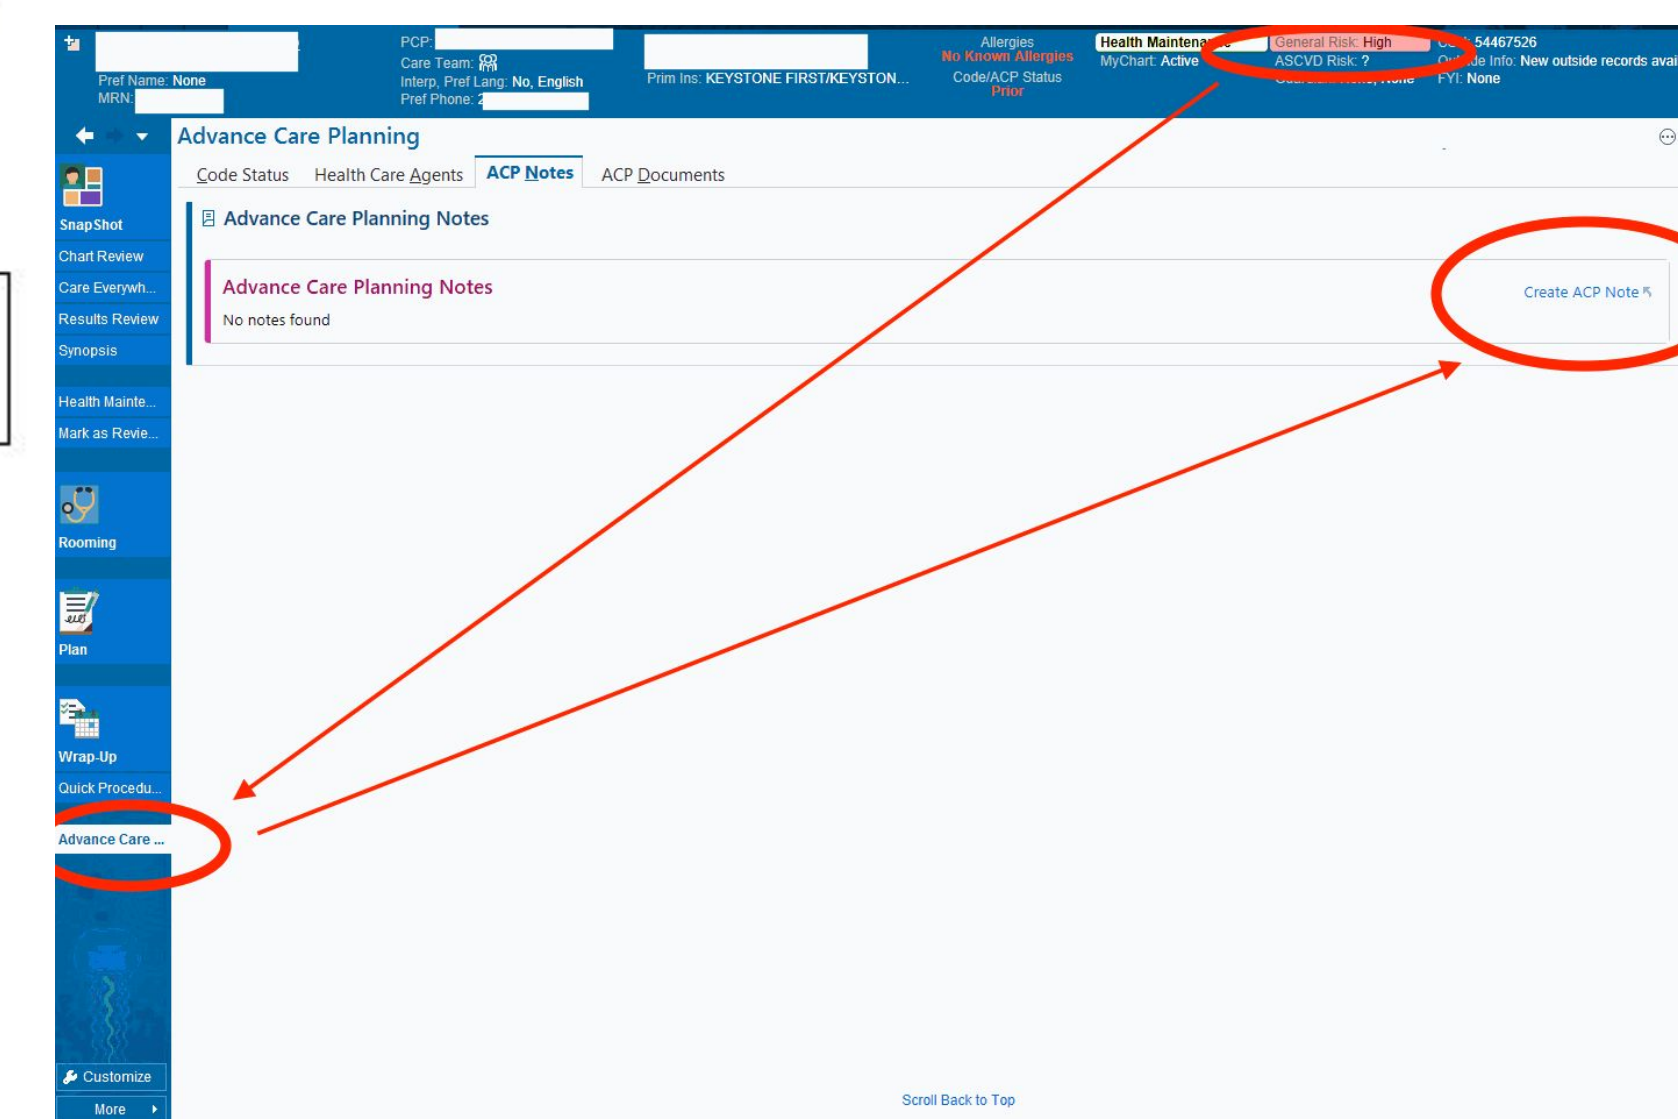 PCP:
Care Team:
Pref Name: None
Interp, Pref Lang: No, English
MRN:
Pref Phone: 2
Prim Ins: KEYSTONE FIRST/KEYSTON...
Allergies
No Known Allergies
Code/ACP Status
Prior
Health Maintenance
MyChart: Active
General Risk: High
ASCVD Risk: ?
None, None
54467526
Outside Info: New outside records avai
FYI: None
Advance Care Planning
Code Status Health Care Agents ACP Notes ACP Documents
SnapShot
Chart Review
Care Everywh...
Results Review
Synopsis
Health Mainte...
Mark as Revie...
Rooming
Plan
Wrap-Up
Quick Procedu...
Advance Care ...
Customize
More
Advance Care Planning Notes
Advance Care Planning Notes
Create ACP Note
No notes found
Scroll Back to Top